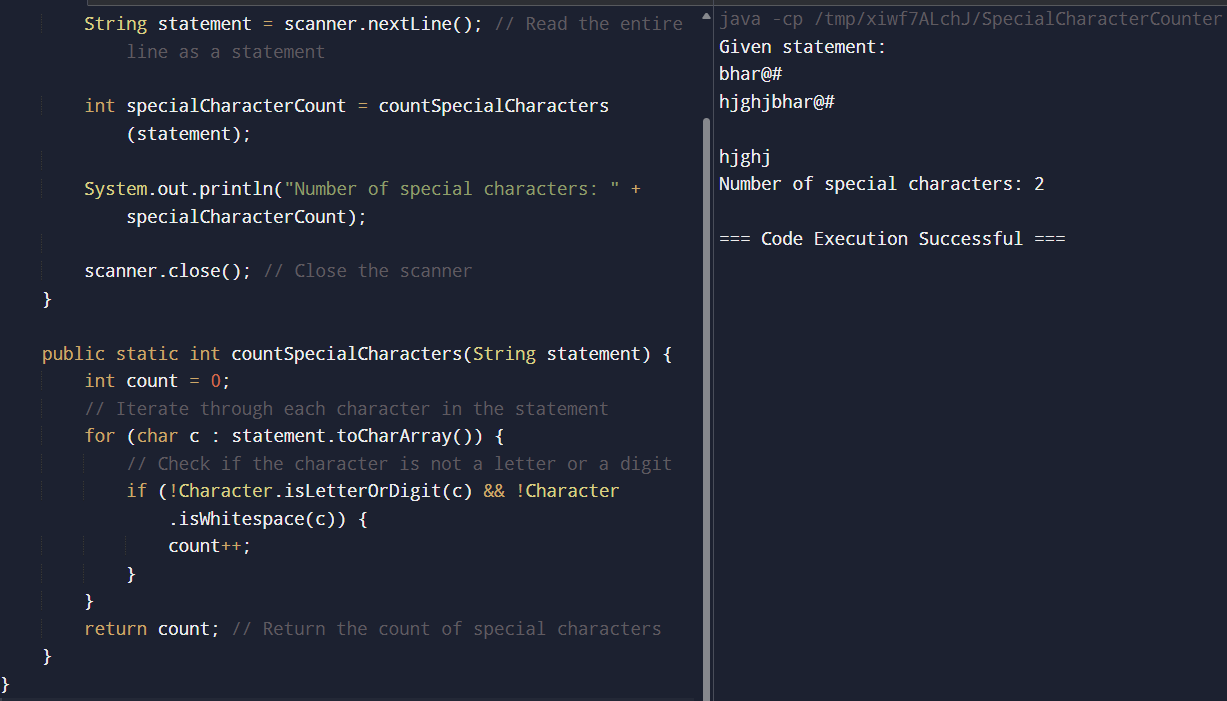 String statement = scanner.nextLine(); // Read the entire
line as a statement
int specialCharacterCount = countSpecialCharacters
(statement);
System.out.println("Number of special characters: " +
specialCharacterCount);
scanner.close(); // Close the scanner
}
public static int countSpecialCharacters(String statement) {
int count = 0;
// Iterate through each character in the statement
for (char c : statement.toCharArray()) {
// Check if the character is not a letter or a digit
if (!Character.isLetterOrDigit(c) && !Character
.isWhitespace(c)) {
count++;
}
}
return count; // Return the count of special characters
}
}
java -cp /tmp/xiwf7ALchJ/SpecialCharacterCounter
Given statement:
bhar@#
hjghjbhar@#
hjghj
Number of special characters: 2
=== Code Execution Successful ===